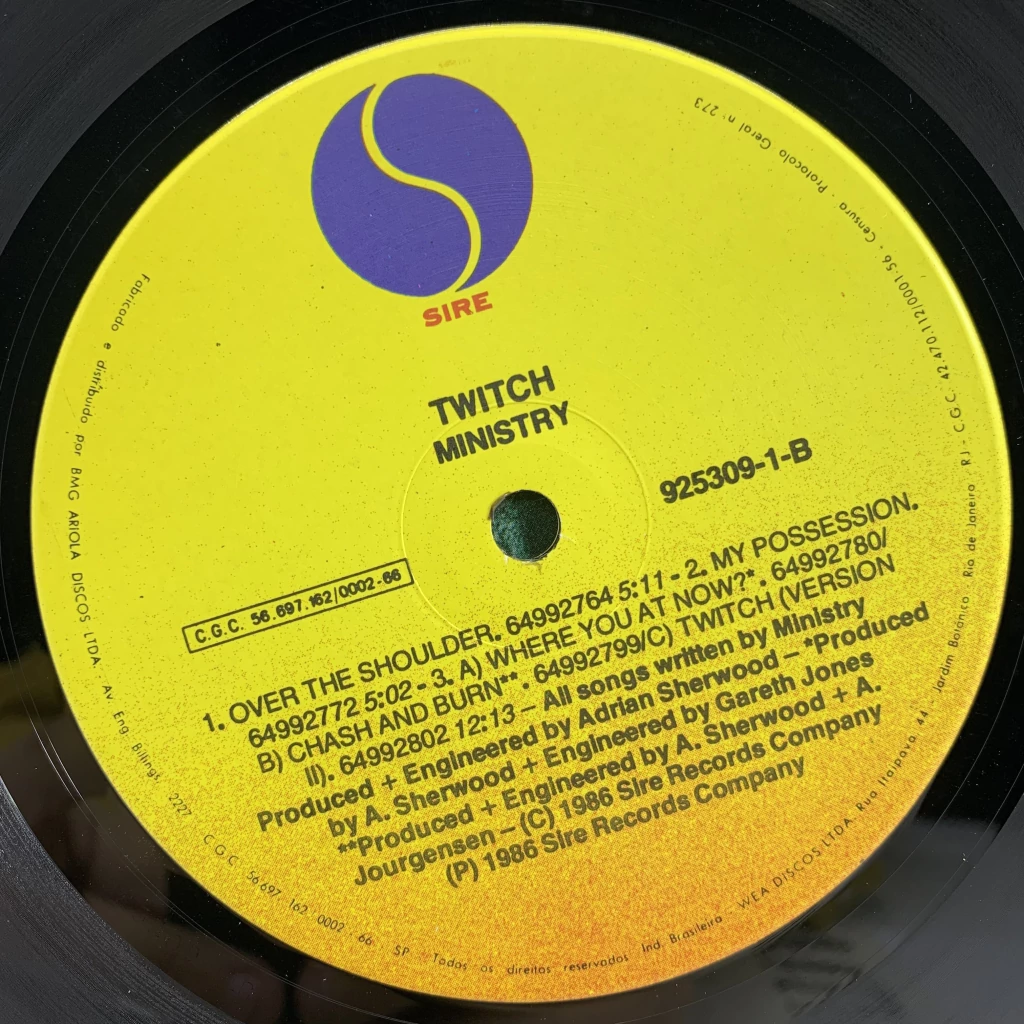 SIRE
TWITCH
MINISTRY
925309-1-B
C.G.C. 56.697.162/0002-66
1. OVER THE SHOULDER. 64992764 5:11 - 2. MY POSSESSION.
64992772 5:02 - 3. A) WHERE YOU AT NOW?*. 64992780/
B) CHASH AND BURN**. 64992799/C) TWITCH (VERSION
II). 64992802 12:13 – All songs written by Ministry
Produced + Engineered by Adrian Sherwood – *Produced
by A. Sherwood + Engineered by Gareth Jones
**Produced + Engineered by A. Sherwood + A.
Jourgensen – (C) 1986 Sire Records Company
(P) 1986 Sire Records Company
Fabricado e distribuído por BMG ARIOLA DISCOS LTDA. Av. Eng. Billings 2227 C.G.C. 56697 162 0002-66 SP - Todos os direitos reservados Ind. Brasileira - WEA DISCOS LTDA. Rua Itaipava 44 - Jardim Botânico Rio de Janeiro RJ - C.G.C. 42.470.112/0001-56 - Censura - Protocolo Geral nº 273